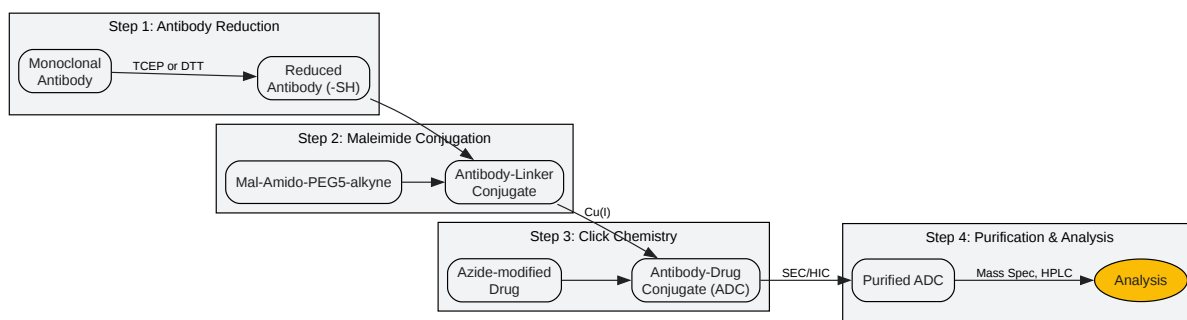 Step 1: Antibody Reduction
Monoclonal
Antibody
TCEP or DTT
Reduced
Antibody (-SH)
Step 2: Maleimide Conjugation
Mal-Amido-PEG5-alkyne
Antibody-Linker
Conjugate
Cu(I)
Step 3: Click Chemistry
Azide-modified
Drug
Antibody-Drug
Conjugate (ADC)
SEC/HIC
Step 4: Purification & Analysis
Purified ADC
Mass Spec, HPLC
Analysis